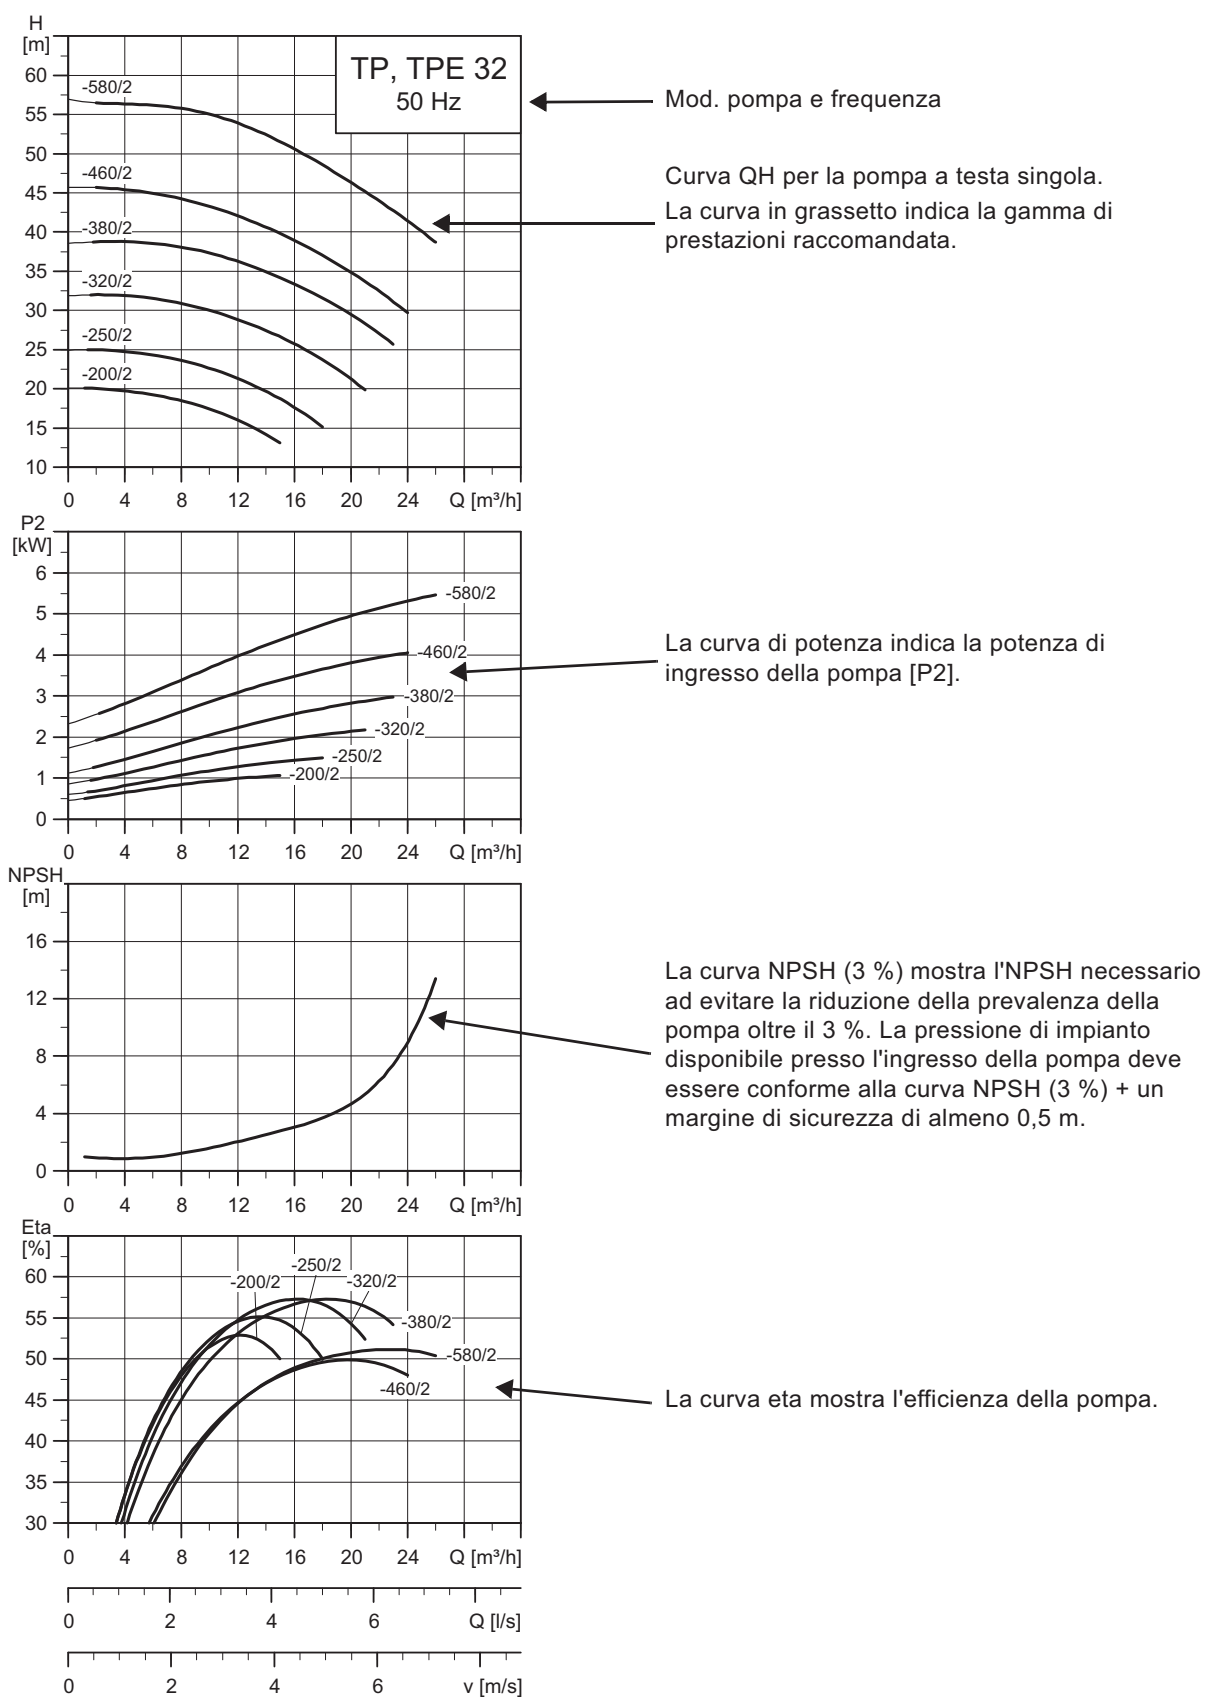 H
[m]
TP, TPE 32
50 Hz
60
55
50
45
40
35
30
25
20
15
10
-580/2
-460/2
-380/2
-320/2
-250/2
-200/2
0 4 8 12 16 20 24 Q [m³/h]
Mod. pompa e frequenza
Curva QH per la pompa a testa singola.
La curva in grassetto indica la gamma di
prestazioni raccomandata.
P2
[kW]
6
5
4
3
2
1
0
-580/2
-460/2
-380/2
-320/2
-250/2
-200/2
0 4 8 12 16 20 24 Q [m³/h]
La curva di potenza indica la potenza di
ingresso della pompa [P2].
NPSH
[m]
16
12
8
4
0
0 4 8 12 16 20 24 Q [m³/h]
La curva NPSH (3 %) mostra l'NPSH necessario
ad evitare la riduzione della prevalenza della
pompa oltre il 3 %. La pressione di impianto
disponibile presso l'ingresso della pompa deve
essere conforme alla curva NPSH (3 %) + un
margine di sicurezza di almeno 0,5 m.
Eta
[%]
60
55
50
45
40
35
30
-250/2
-200/2
-320/2
-380/2
-580/2
-460/2
0 4 8 12 16 20 24 Q [m³/h]
La curva eta mostra l'efficienza della pompa.
0 2 4 6 Q [l/s]
0 2 4 6 v [m/s]